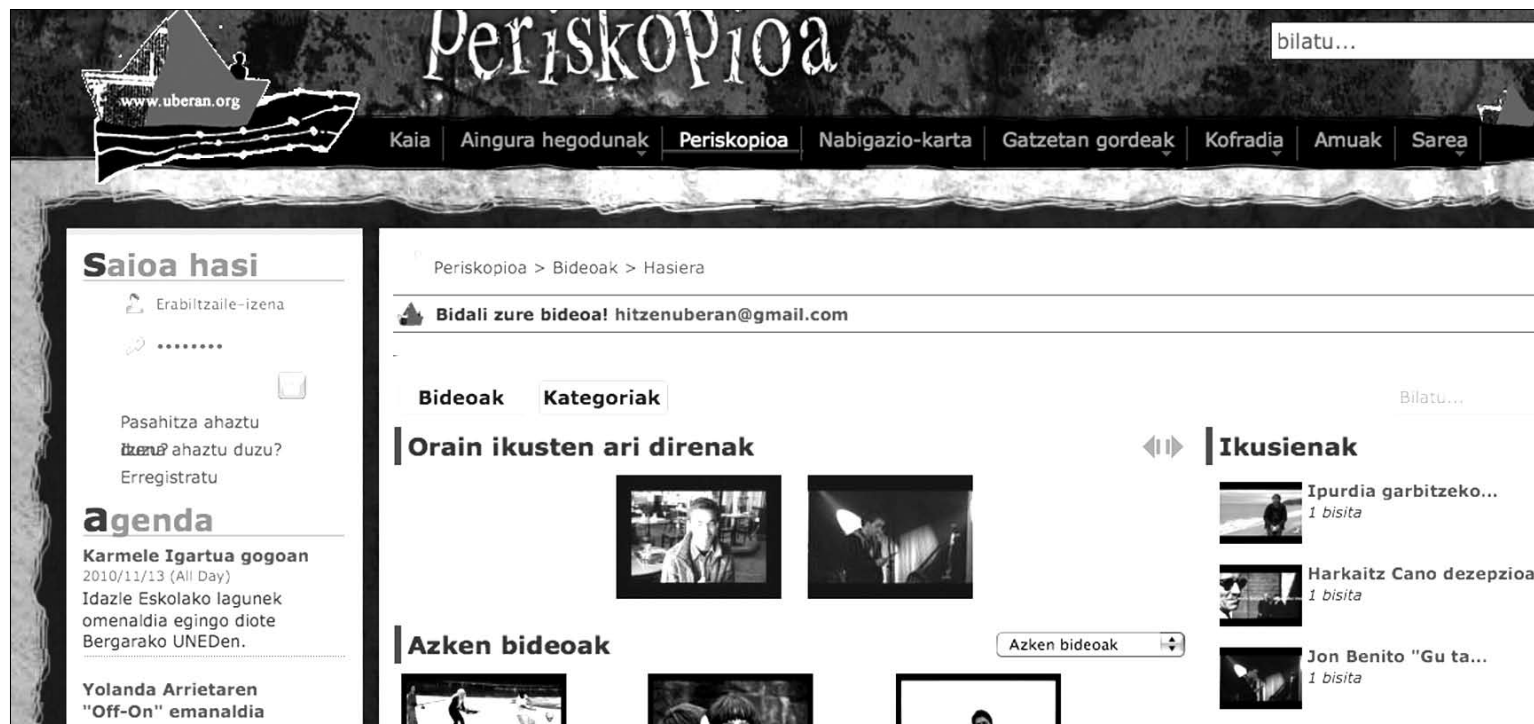 Periskopioa
bilatu...
www.uberan.org
Kaia Aingura hegodunak Periskopioa Nabigazio-karta Gatzetan gordeak Kofradia Amuak Sarea
Saioa hasi
Erabiltzaile-izena
••••••••
Pasahitza ahaztu
duzu?
Izena ahaztu duzu?
Erregistratu
agenda
Karmele Igartua gogoan
2010/11/13 (All Day)
Idazle Eskolako lagunek
omenaldia egingo diote
Bergarako UNEDen.
Yolanda Arrietaren
"Off-On" emanaldia
Periskopioa > Bideoak > Hasiera
Bidali zure bideoa! hitzenuberan@gmail.com
Bideoak Kategoriak
Bilatu...
Orain ikusten ari direnak
Azken bideoak
Azken bideoak
Ikusienak
Ipurdia garbitzeko...
1 bisita
Harkaitz Cano dezepzioa
1 bisita
Jon Benito "Gu ta...
1 bisita